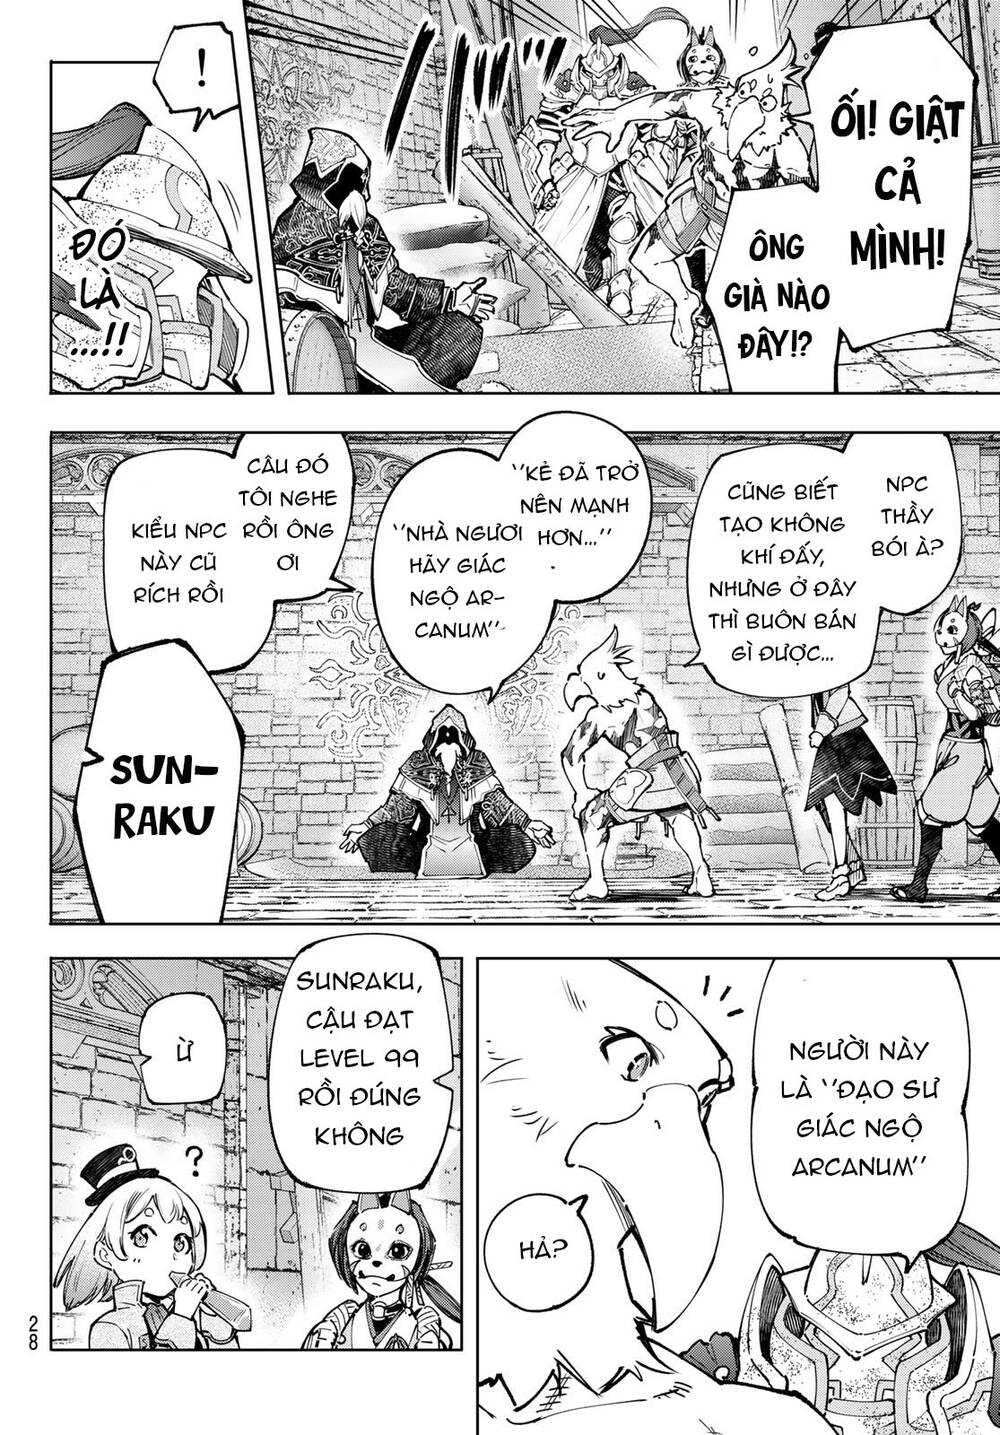 ỐI! GIẬT
CẢ
MÌNH!
ÔNG
GIÀ NÀO
ĐÂY!?
!
ĐÓ
LÀ
...!!
NPC
THẦY
BÓI À?
CŨNG BIẾT
TẠO KHÔNG
KHÍ ĐẤY,
NHƯNG Ở ĐÂY
THÌ BUÔN BÁN
GÌ ĐƯỢC...
"KẺ ĐÃ TRỞ
NÊN MẠNH
HƠN..."
"NHÀ NGƯƠI
HÃY GIÁC
NGỘ AR-
CANUM"
CÂU ĐÓ
TÔI NGHE
RỒI ÔNG
ƠI
KIỂU NPC
NÀY CŨ
RÍCH RỒI
SUN-
RAKU
NGƯỜI NÀY
LÀ "ĐẠO SƯ
GIÁC NGỘ
ARCANUM"
HẢ?
SUNRAKU,
CẬU ĐẠT
LEVEL 99
RỒI ĐÚNG
KHÔNG
Ừ
?
28